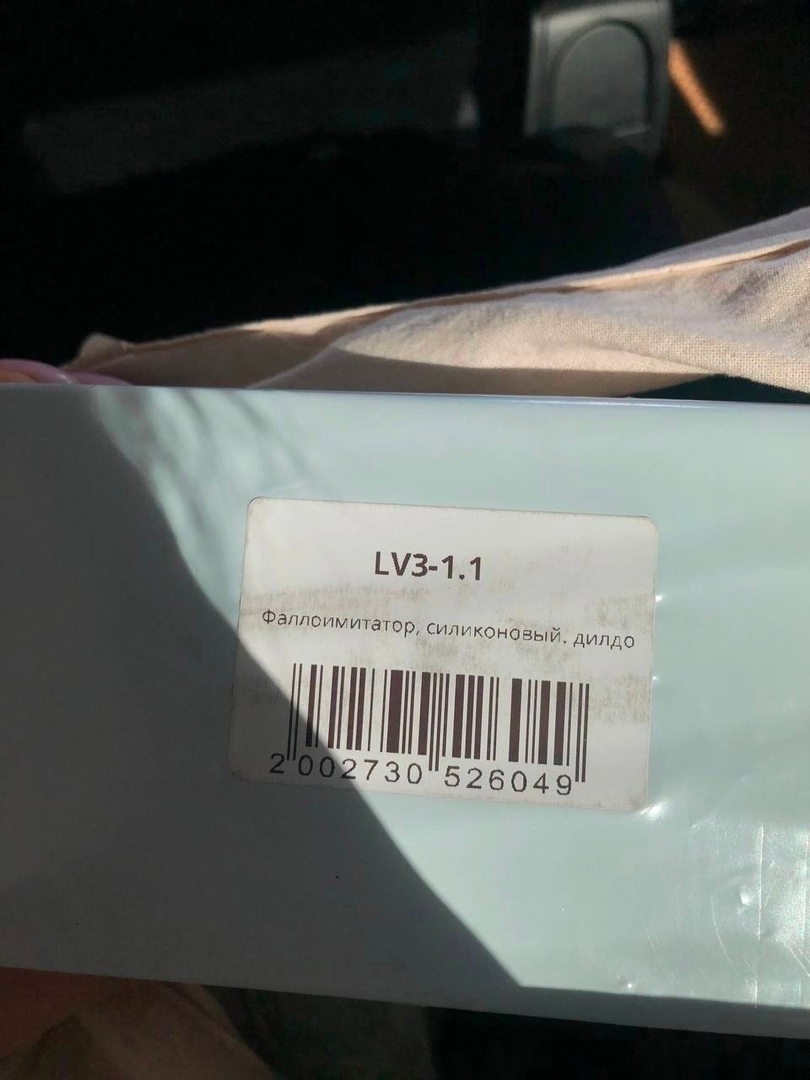 LV3-1.1
Фаллоимитатор, силиконовый. дилдо
2 002730 526049